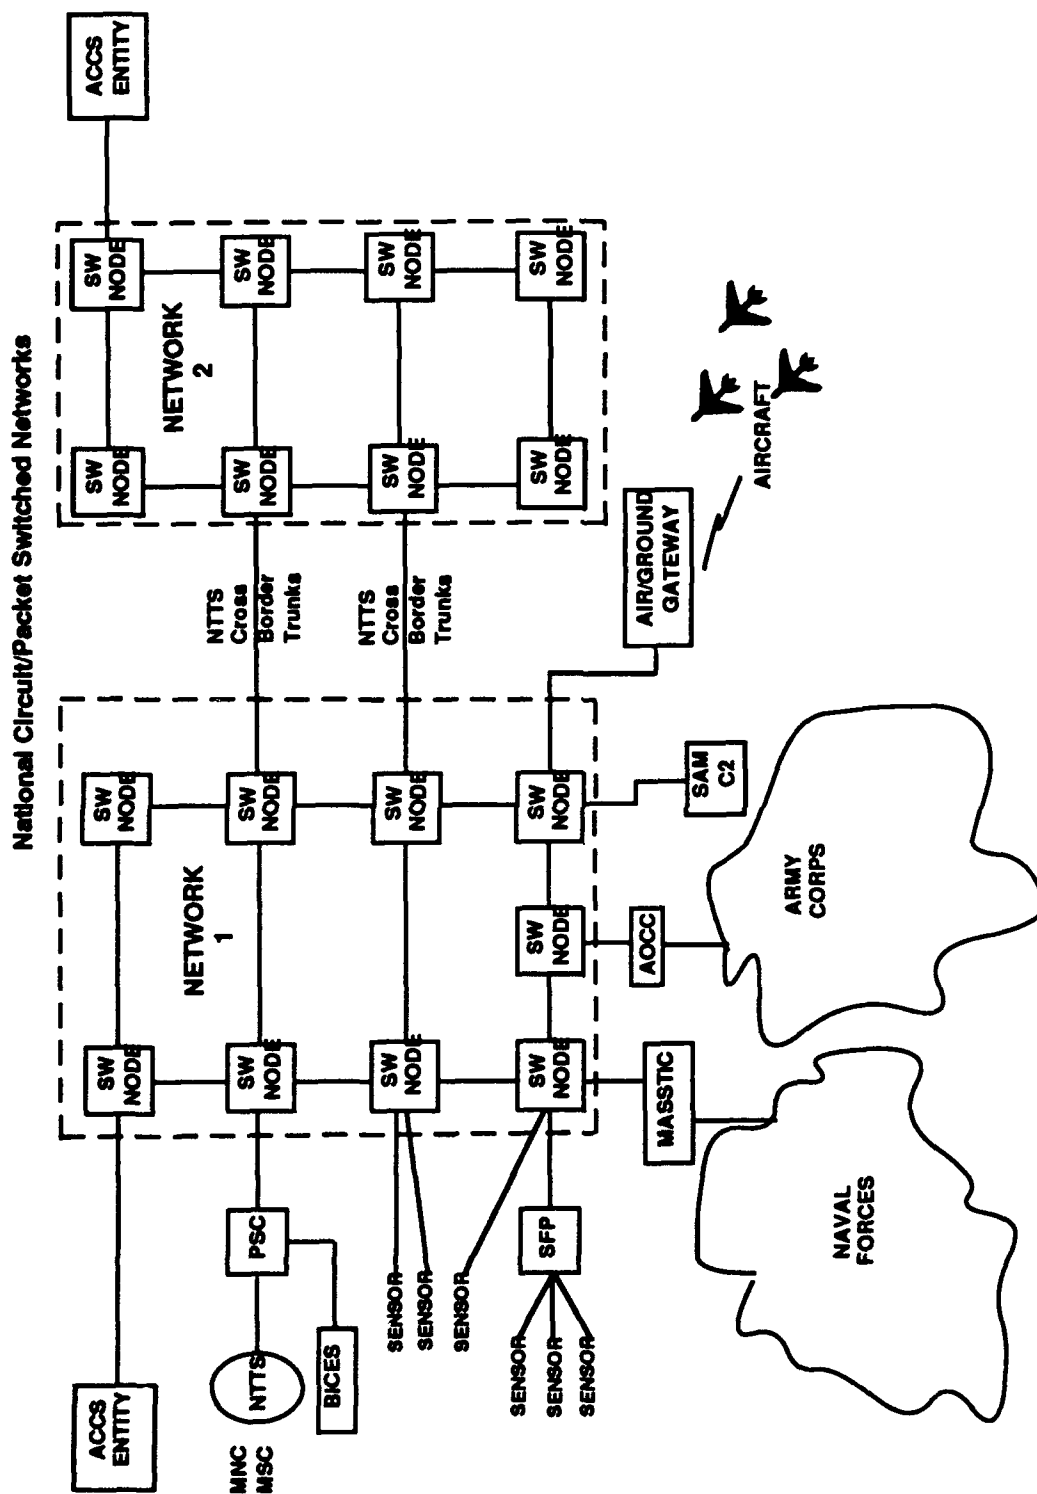 National Circuit/Packet Switched Networks
ACCS
ENTITY
SW
NODE
SW
NODE
SW
NODE
SW
NODE
ACCS
ENTITY
NETWORK
1
NETWORK
2
MNC
MSC
NTTS
PSC
SW
NODE
SW
NODE
NTTS
Cross
Border
Trunks
SW
NODE
SW
NODE
BICES
SENSOR
SENSOR
SW
NODE
SW
NODE
NTTS
Cross
Border
Trunks
SW
NODE
SW
NODE
SENSOR
SENSOR
SENSOR
SENSOR
SFP
SW
NODE
SW
NODE
SW
NODE
SW
NODE
SW
NODE
MASSTIC
AOCC
SAM
C2
AIR/GROUND
GATEWAY
AIRCRAFT
NAVAL
FORCES
ARMY
CORPS